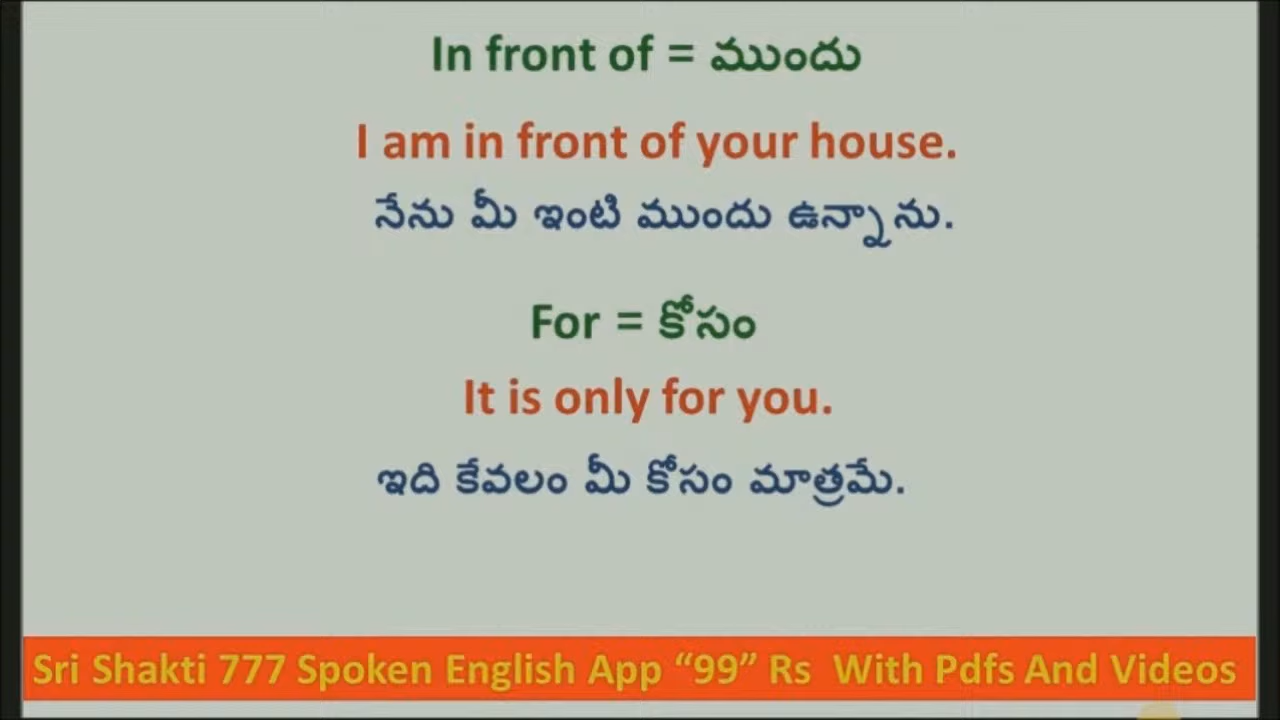 In front of = ముందు
I am in front of your house.
నేను మీ ఇంటి ముందు ఉన్నాను.
For = కోసం
It is only for you.
ఇది కేవలం మీ కోసం మాత్రమే.
Sri Shakti 777 Spoken English App “99” Rs With Pdfs And Videos